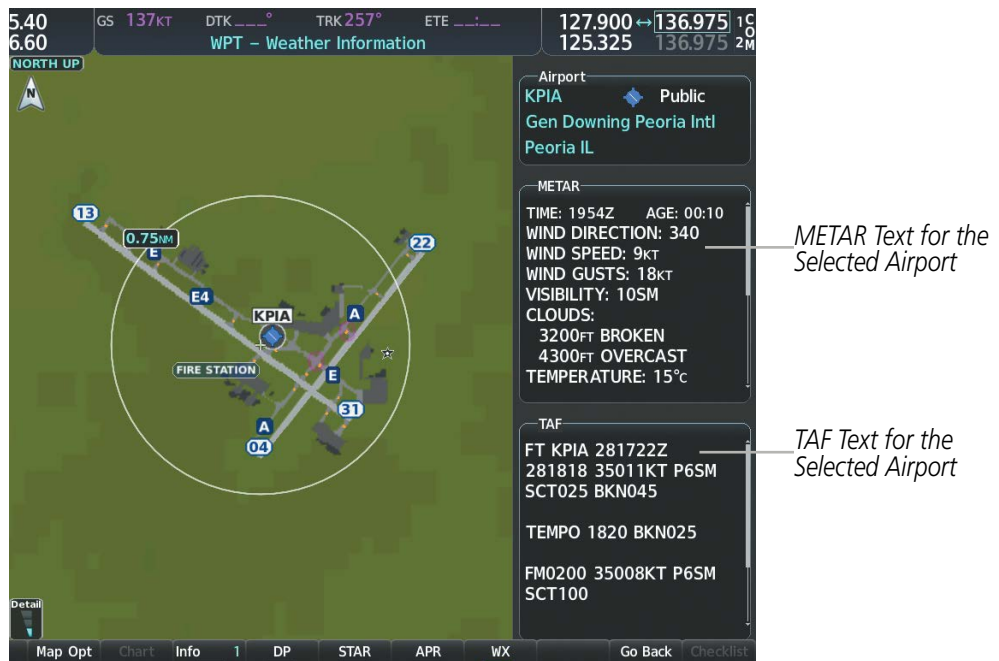 5.40
6.60
GS 137KT DTK ___° TRK 257° ETE __:__
WPT – Weather Information
127.900 ↔ 136.975 1
125.325 136.975 2
COM
NORTH UP
N
13
0.75NM
E
22
E4
KPIA
A
FIRE STATION
E
31
A
04
Detail
Airport
KPIA Public
Gen Downing Peoria Intl
Peoria IL
METAR
TIME: 1954Z AGE: 00:10
WIND DIRECTION: 340
WIND SPEED: 9KT
WIND GUSTS: 18KT
VISIBILITY: 10SM
CLOUDS:
3200FT BROKEN
4300FT OVERCAST
TEMPERATURE: 15°C
TAF
FT KPIA 281722Z
281818 35011KT P6SM
SCT025 BKN045
TEMPO 1820 BKN025
FM0200 35008KT P6SM
SCT100
METAR Text for the
Selected Airport
TAF Text for the
Selected Airport
Map Opt Chart Info 1 DP STAR APR WX Go Back Checklist